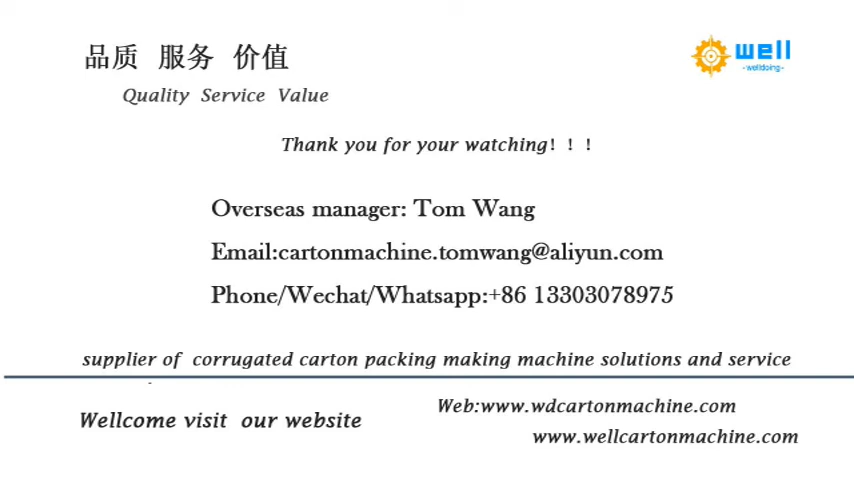 品质 服务 价值
well
-welldoing-
Quality Service Value
Thank you for your watching！！！
Overseas manager: Tom Wang
Email:cartonmachine.tomwang@aliyun.com
Phone/Wechat/Whatsapp:+86 13303078975
supplier of corrugated carton packing making machine solutions and service
Wellcome visit our website
Web:www.wdcartonmachine.com
www.wellcartonmachine.com